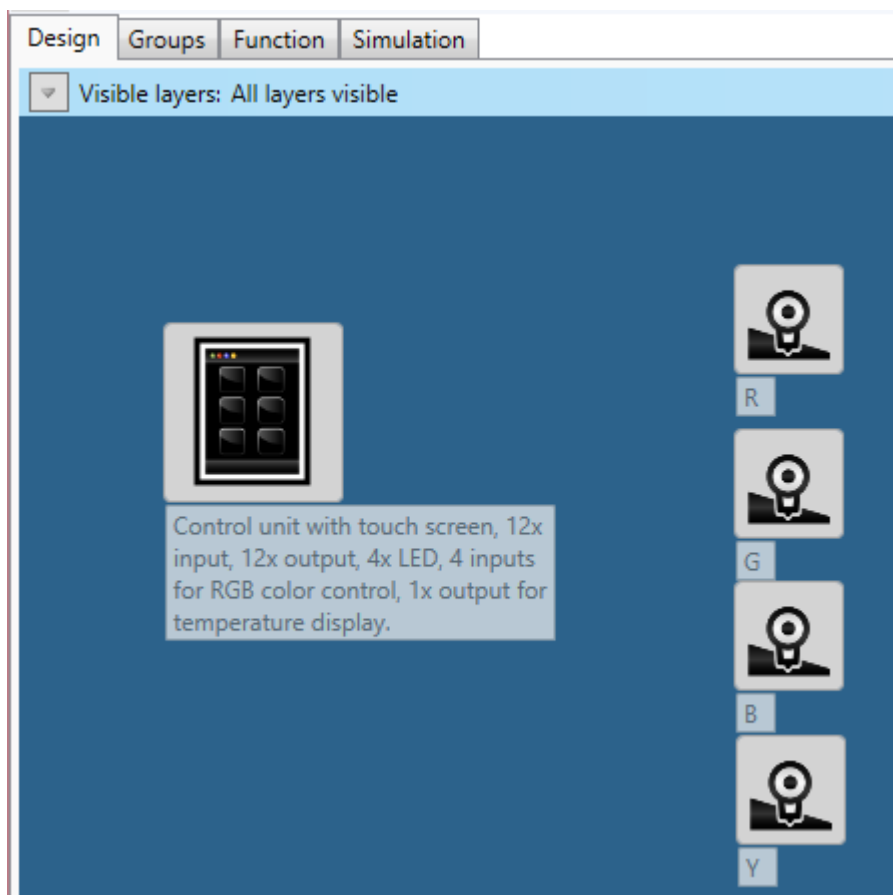 Design Groups Function Simulation
Visible layers: All layers visible
R
Control unit with touch screen, 12x
input, 12x output, 4x LED, 4 inputs
for RGB color control, 1x output for
temperature display.
G
B
Y